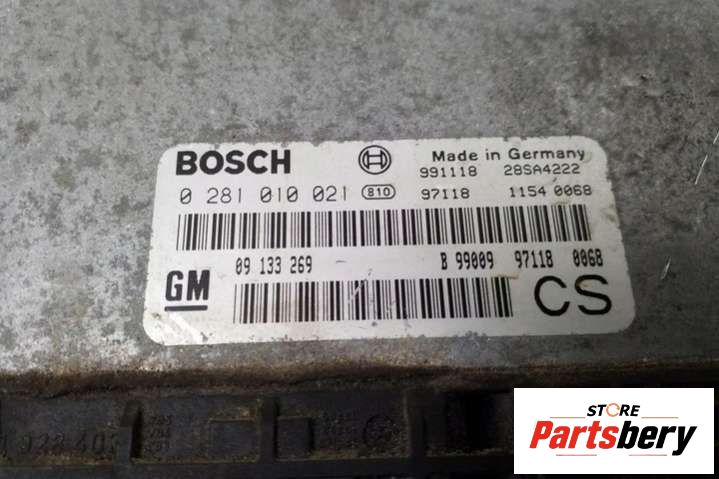 BOSCH Made in Germany
991118 28SA4222
0 281 010 021 810 97118 1154 0068
09 133 269 B 99009 97118 0068
GM CS
STORE
Partsbery